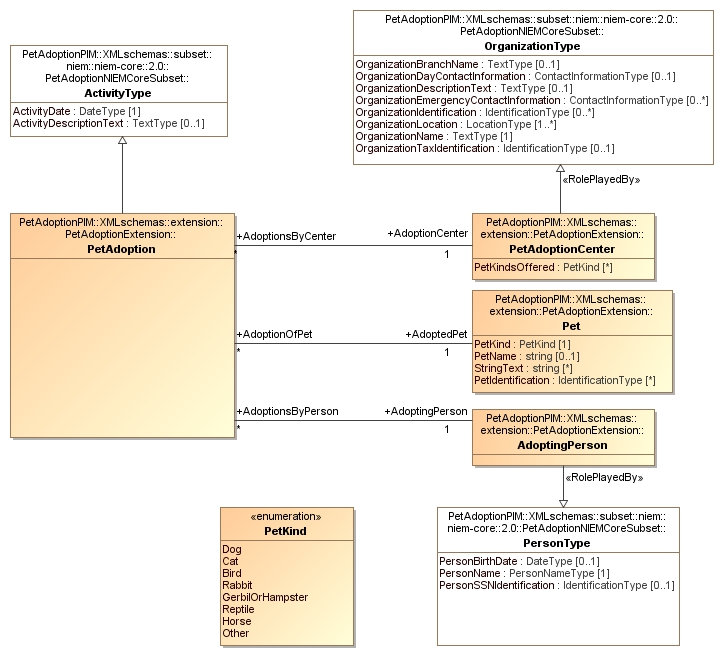 PetAdoptionPIM::XMLschemas::subset::
niem::niem-core::2.0::
PetAdoptionNIEMCoreSubset::
ActivityType
ActivityDate : DateType [1]
ActivityDescriptionText : TextType [0..1]
PetAdoptionPIM::XMLschemas::subset::niem::niem-core::2.0::
PetAdoptionNIEMCoreSubset::
OrganizationType
OrganizationBranchName : TextType [0..1]
OrganizationDayContactInformation : ContactInformationType [0..1]
OrganizationDescriptionText : TextType [0..1]
OrganizationEmergencyContactInformation : ContactInformationType [0..*]
OrganizationIdentification : IdentificationType [0..*]
OrganizationLocation : LocationType [1..*]
OrganizationName : TextType [1]
OrganizationTaxIdentification : IdentificationType [0..1]
«RolePlayedBy»
PetAdoptionPIM::XMLschemas::extension::
PetAdoptionExtension::
PetAdoption
+AdoptionsByCenter
*
+AdoptionCenter
1
PetAdoptionPIM::XMLschemas::
extension::PetAdoptionExtension::
PetAdoptionCenter
PetKindsOffered : PetKind [*]
+AdoptionOfPet
*
+AdoptedPet
1
PetAdoptionPIM::XMLschemas::
extension::PetAdoptionExtension::
Pet
PetKind : PetKind [1]
PetName : string [0..1]
StringText : string [*]
PetIdentification : IdentificationType [*]
+AdoptionsByPerson
*
+AdoptingPerson
1
PetAdoptionPIM::XMLschemas::
extension::PetAdoptionExtension::
AdoptingPerson
«RolePlayedBy»
PetAdoptionPIM::XMLschemas::subset::niem::
niem-core::2.0::PetAdoptionNIEMCoreSubset::
PersonType
PersonBirthDate : DateType [0..1]
PersonName : PersonNameType [1]
PersonSSNIdentification : IdentificationType [0..1]
«enumeration»
PetKind
Dog
Cat
Bird
Rabbit
GerbilOrHampster
Reptile
Horse
Other